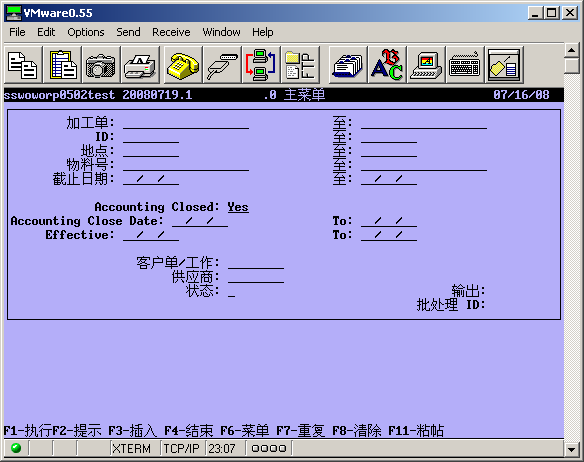 VMware0.55
File Edit Options Send Receive Window Help
sswoworp0502test 20080719.1 .0 主菜单 07/16/08
加工单: 至:
ID: 至:
地点: 至:
物料号: 至:
截止日期: / / 至: / /
Accounting Closed: Yes
Accounting Close Date: / / To: / /
Effective: / / To: / /
客户单/工作:
供应商:
状态: 输出:
批处理 ID:
F1-执行F2-提示 F3-插入 F4-结束 F6-菜单 F7-重复 F8-清除 F11-粘帖
XTERM TCP/IP 23:07